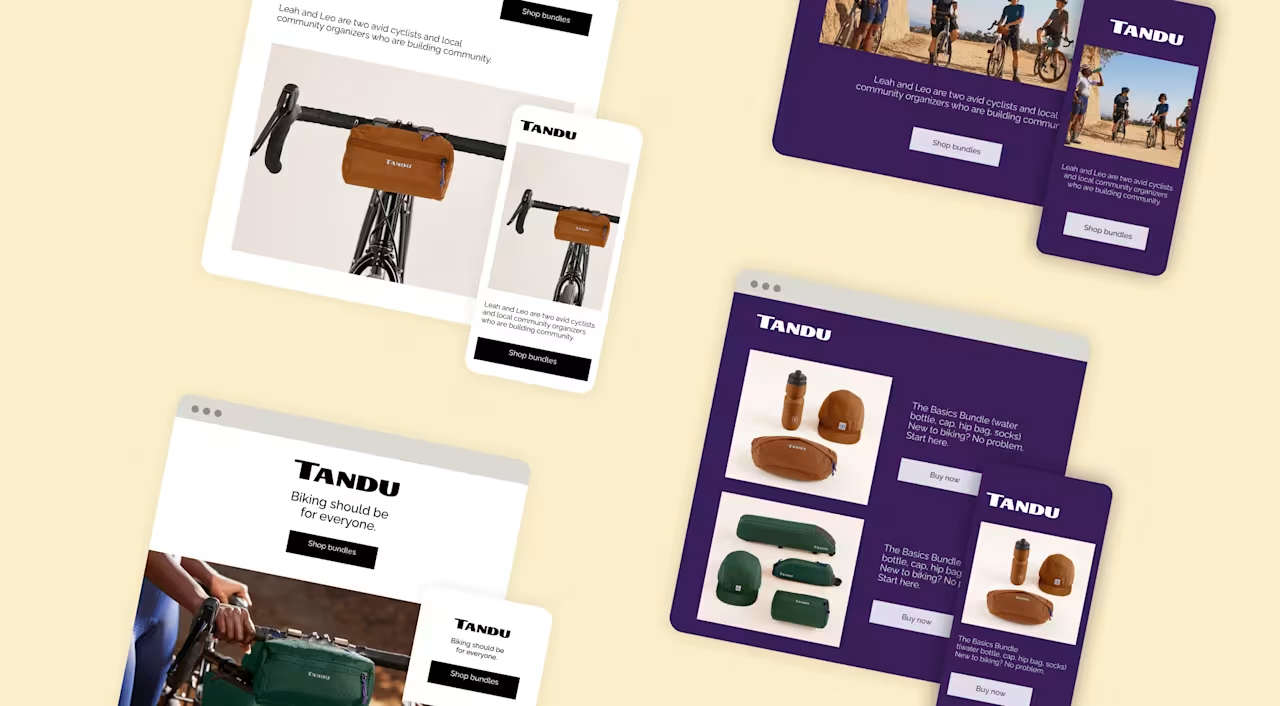 Shop bundles
Leah and Leo are two avid cyclists and local
community organizers who are building community.
TANDU
TANDU
TANDU
Leah and Leo are two avid cyclists
and local community organizers
who are building community.
Shop bundles
Leah and Leo are two avid cyclists and local
community organizers who are building
Shop bundles
TANDU
Leah and Leo are two avid cyclists
and local community organizers
who are building community.
Shop bundles
TANDU
Biking should be
for everyone.
Shop bundles
TANDU
TANDU
Biking should be
for everyone.
Shop bundles
TANDU
The Basics Bundle (water
bottle, cap, hip bag, socks)
New to biking? No problem.
Start here.
Buy now
The Basics Bundle
bottle, cap, hip bag
New to biking? No
Start here.
Buy now
TANDU
The Basics Bundle
(water bottle, cap, hip bag, socks)
New to biking? No problem.
Buy now